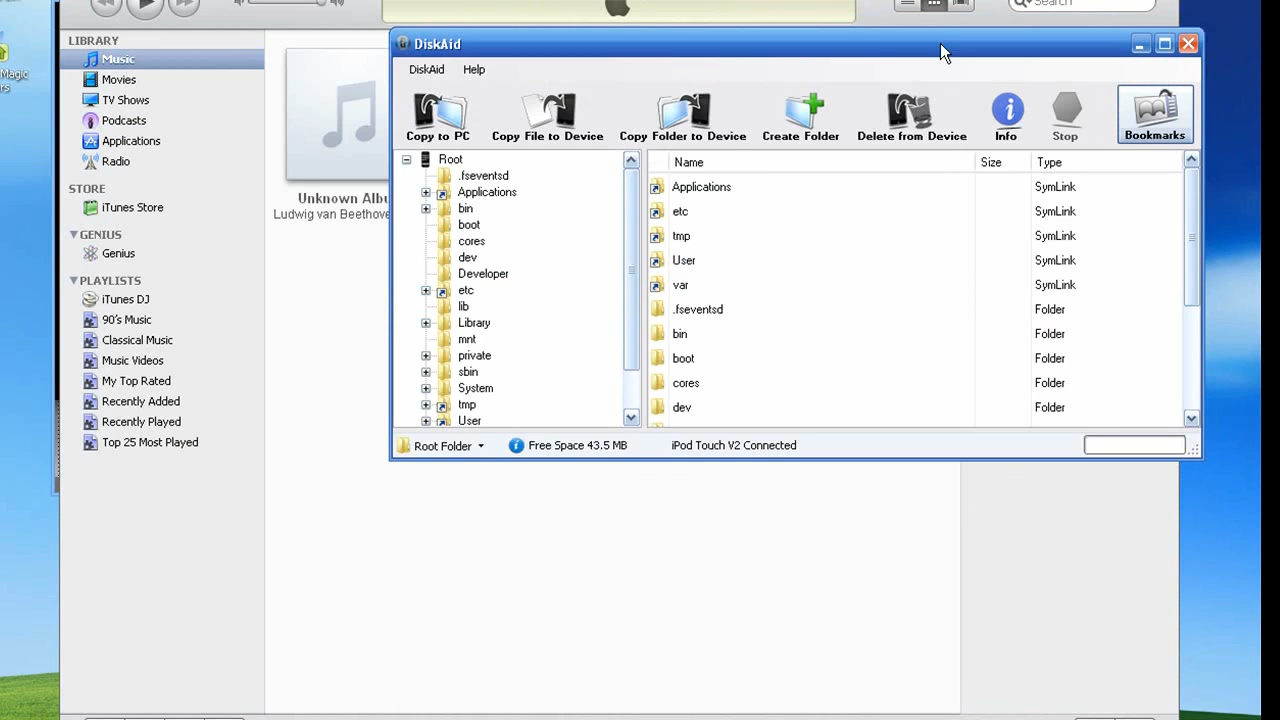 Search
Magic
rs
LIBRARY
Music
Movies
TV Shows
Podcasts
Applications
Radio
STORE
iTunes Store
GENIUS
Genius
PLAYLISTS
iTunes DJ
90's Music
Classical Music
Music Videos
My Top Rated
Recently Added
Recently Played
Top 25 Most Played
Unknown Albu
Ludwig van Beethove
DiskAid
DiskAid Help
Copy to PC Copy File to Device Copy Folder to Device Create Folder Delete from Device Info Stop Bookmarks
Root
.fseventsd
Applications
bin
boot
cores
dev
Developer
etc
lib
Library
mnt
private
sbin
System
tmp
User
Name Size Type
Applications SymLink
etc SymLink
tmp SymLink
User SymLink
var SymLink
.fseventsd Folder
bin Folder
boot Folder
cores Folder
dev Folder
Root Folder Free Space 43.5 MB iPod Touch V2 Connected